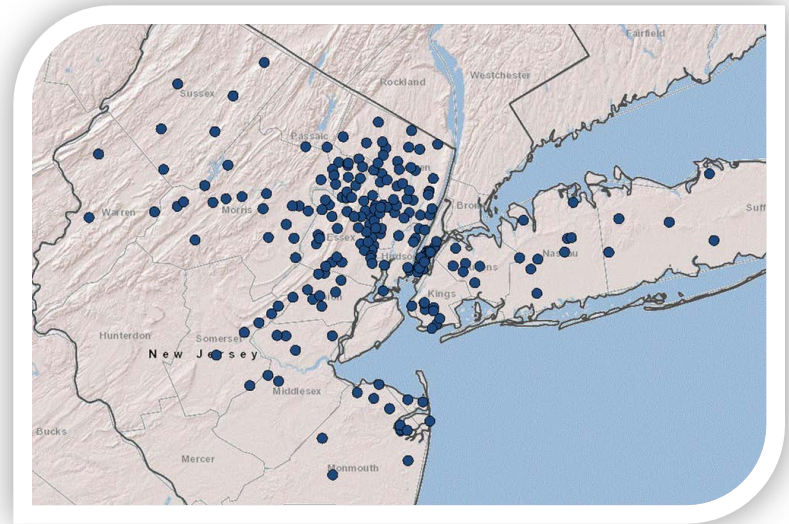 Fairfield
Rockland
Westchester
Sussex
Passaic
Warren
Morris
Essex
Hudson
Nassau
Suff
Kings
Hunterdon
Somerset
New Jersey
Middlesex
Bucks
Mercer
Monmouth